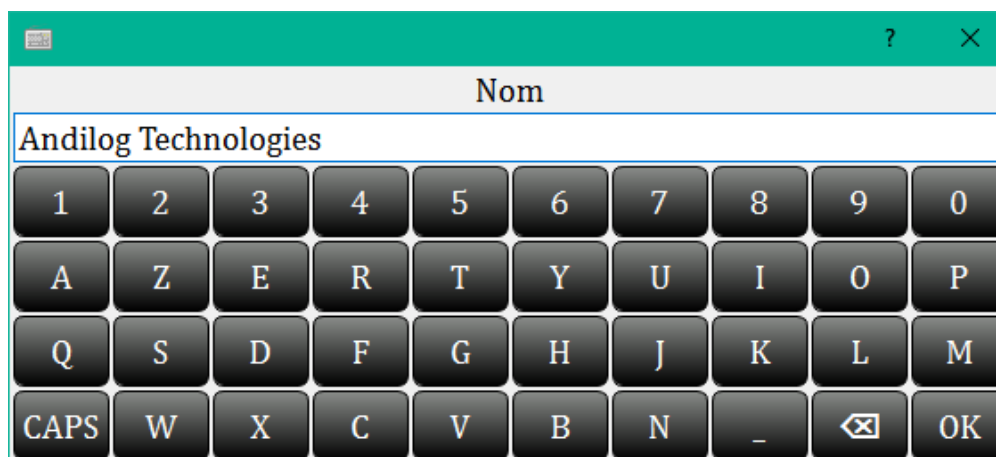 ?
Nom
Andilog Technologies
1 2 3 4 5 6 7 8 9 0
A Z E R T Y U I O P
Q S D F G H J K L M
CAPS W X C V B N _ OK